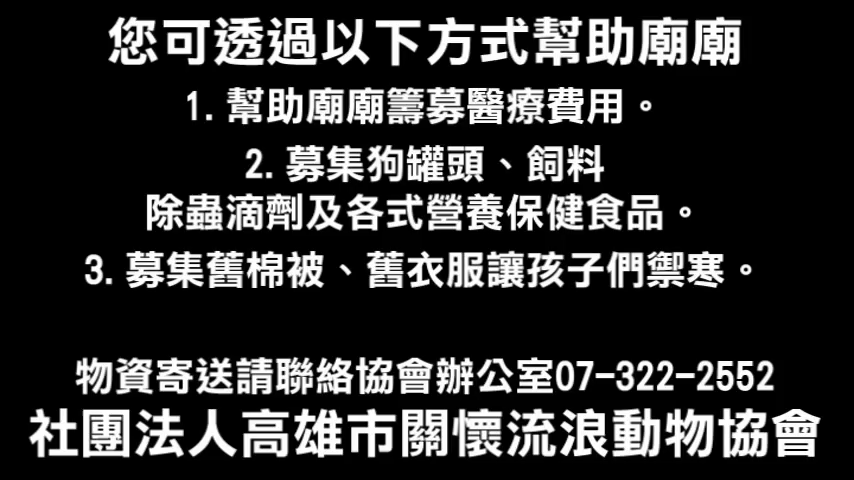 您可透過以下方式幫助廟廟
1. 幫助廟廟籌募醫療費用。
2. 募集狗罐頭、飼料
除蟲滴劑及各式營養保健食品。
3. 募集舊棉被、舊衣服讓孩子們禦寒。
物資寄送請聯絡協會辦公室07-322-2552
社團法人高雄市關懷流浪動物協會